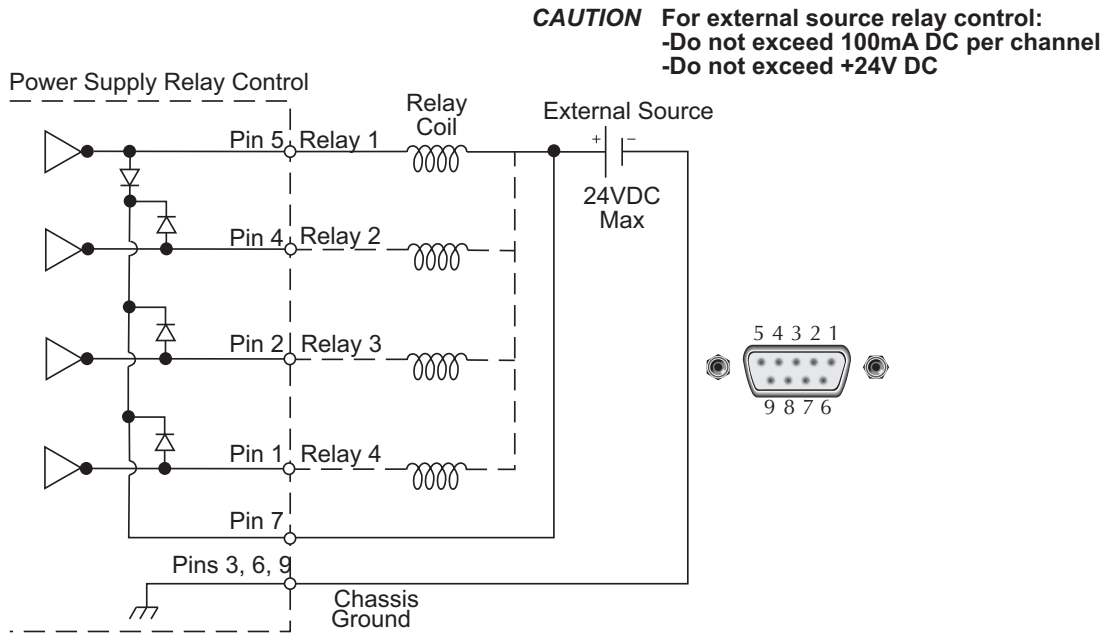 CAUTION For external source relay control:
-Do not exceed 100mA DC per channel
-Do not exceed +24V DC
Power Supply Relay Control
Relay
Coil
External Source
Pin 5 Relay 1
+ –
24VDC
Max
Pin 4 Relay 2
Pin 2 Relay 3
5 4 3 2 1
9 8 7 6
Pin 1 Relay 4
Pin 7
Pins 3, 6, 9
Chassis
Ground